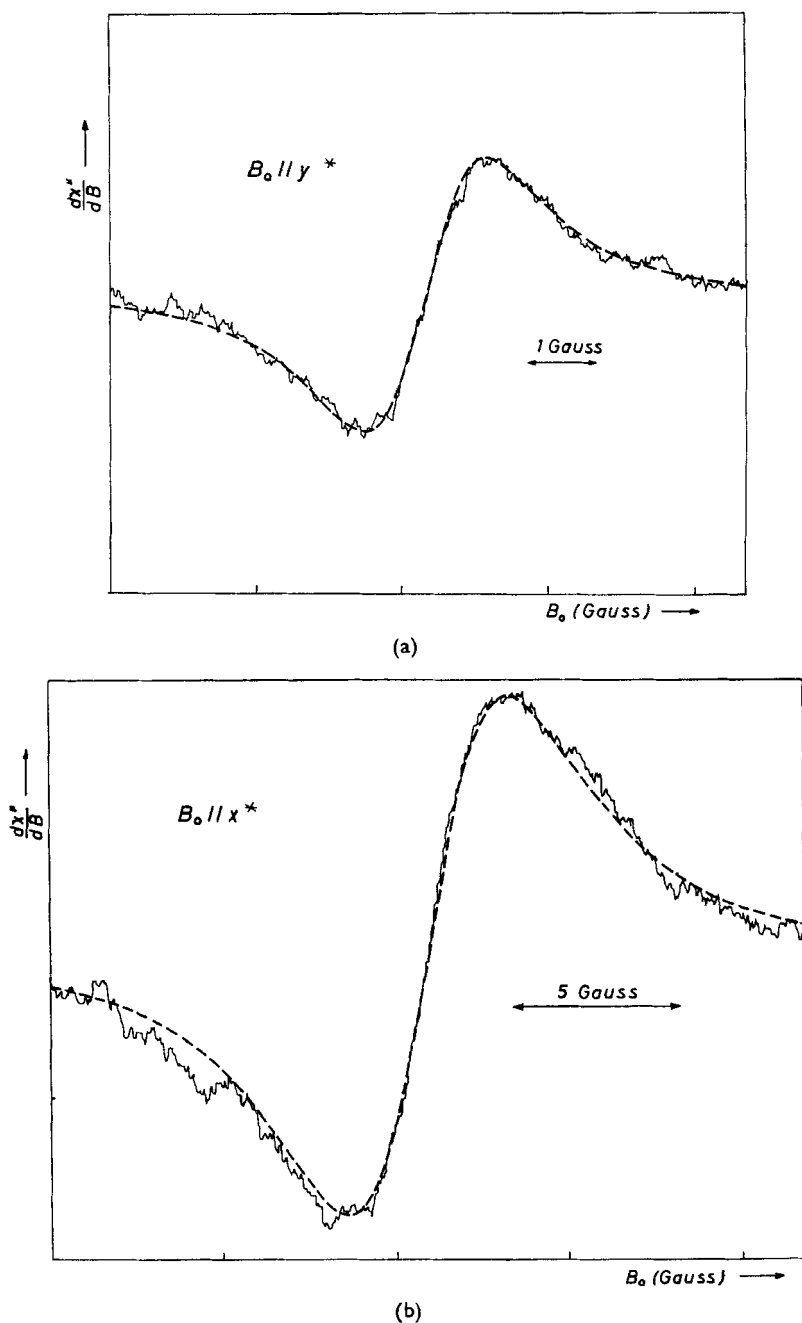 dχ″
dB
B₀ // y *
1 Gauss
B₀ (Gauss)
(a)
dχ″
dB
B₀ // x *
5 Gauss
B₀ (Gauss)
(b)